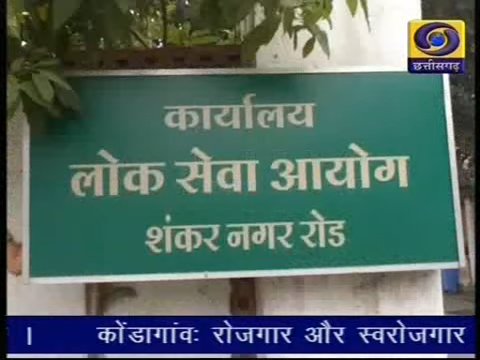 छत्तीसगढ़
कार्यालय
लोक सेवा आयोग
शंकर नगर रोड
। कोंडागांवः रोजगार और स्वरोजगार